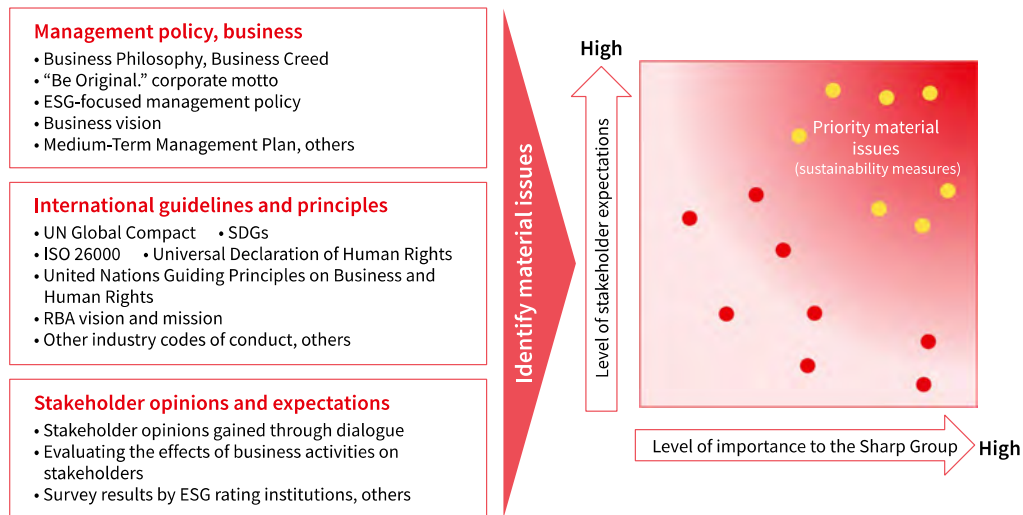 Management policy, business
• Business Philosophy, Business Creed
• “Be Original.” corporate motto
• ESG-focused management policy
• Business vision
• Medium-Term Management Plan, others
International guidelines and principles
• UN Global Compact • SDGs
• ISO 26000 • Universal Declaration of Human Rights
• United Nations Guiding Principles on Business and
Human Rights
• RBA vision and mission
• Other industry codes of conduct, others
Stakeholder opinions and expectations
• Stakeholder opinions gained through dialogue
• Evaluating the effects of business activities on
stakeholders
• Survey results by ESG rating institutions, others
Identify material issues
High
Level of stakeholder expectations
Priority material
issues
(sustainability measures)
Level of importance to the Sharp Group
High